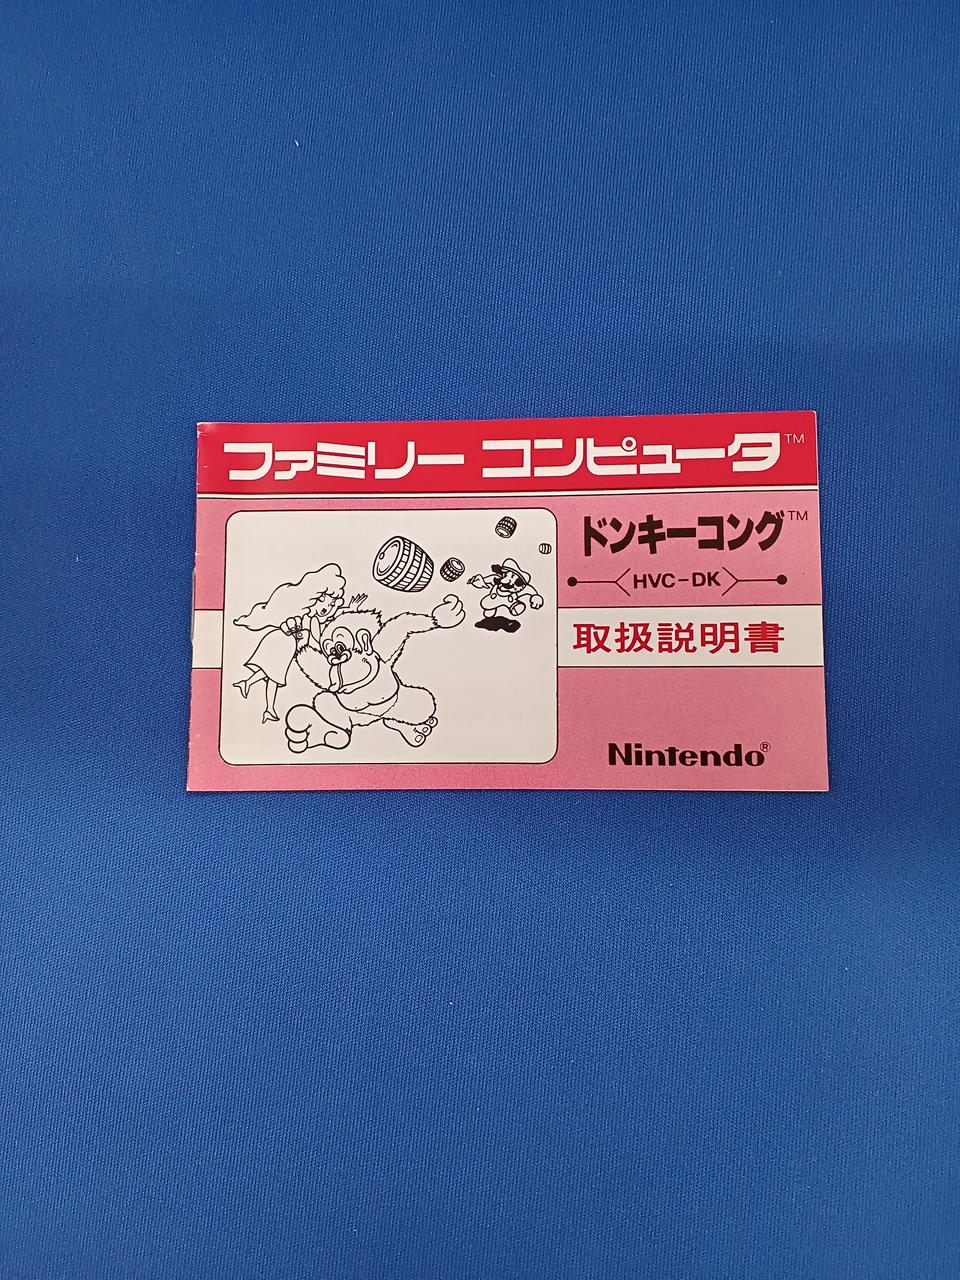 ファミリー コンピュータ™
ドンキーコング™
HVC-DK
取扱説明書
Nintendo®